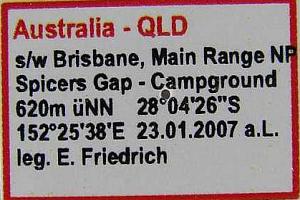 Australia - QLD
s/w Brisbane, Main Range NP
Spicers Gap - Campground
620m üNN 28°04'26"S
152°25'38'E 23.01.2007 a.L.
leg. E. Friedrich